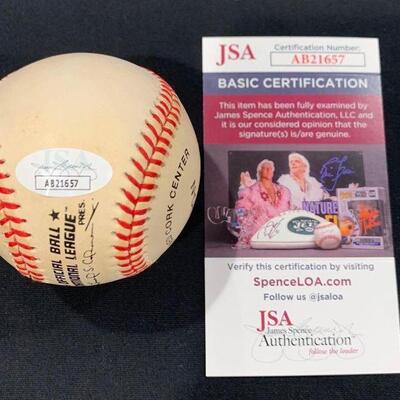 AB21657
OFFICIAL BALL
NATIONAL LEAGUE
PRES.
CORK CENTER
JSA
Certification Number:
AB21657
BASIC CERTIFICATION
This item has been fully examined by
James Spence Authentication, LLC and
it is our considered opinion that the
signature(s) is/are genuine.
NATURE
Verify this certification by visiting
SpenceLOA.com
Follow us @jsaloa
JSA
James Spence
Authentication
follow the leader